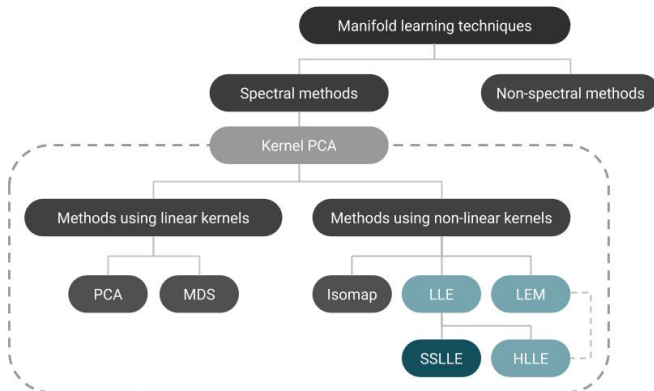 Manifold learning techniques
Spectral methods
Non-spectral methods
Kernel PCA
Methods using linear kernels
Methods using non-linear kernels
PCA
MDS
Isomap
LLE
LEM
SSLLE
HLLE